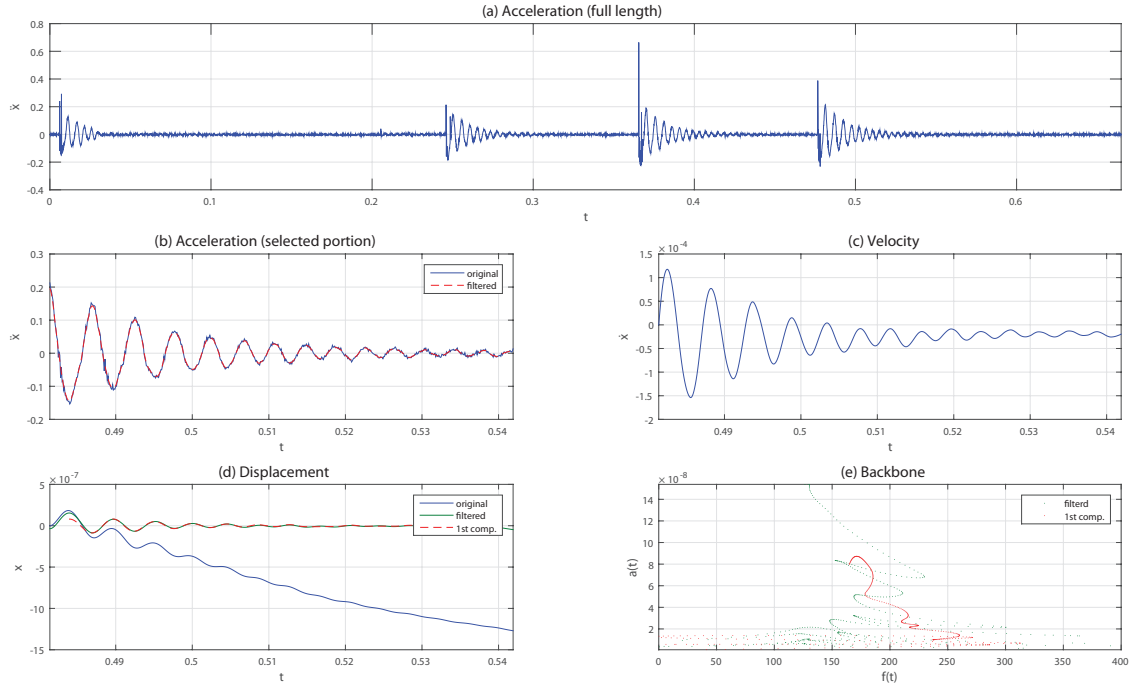 (a) Acceleration (full length)
0.8
0.6
0.4
0.2
0
-0.2
-0.4
ẍ
0 0.1 0.2 0.3 0.4 0.5 0.6
t
(b) Acceleration (selected portion)
0.3
0.2
0.1
0
-0.1
-0.2
ẍ
original
filtered
0.49 0.5 0.51 0.52 0.53 0.54
t
(c) Velocity
× 10⁻⁴
1.5
1
0.5
0
-0.5
-1
-1.5
-2
ẋ
0.49 0.5 0.51 0.52 0.53 0.54
t
(d) Displacement
× 10⁻⁷
5
0
-5
-10
-15
x
original
filtered
1st comp.
0.49 0.5 0.51 0.52 0.53 0.54
t
(e) Backbone
× 10⁻⁸
14
12
10
8
6
4
2
a(t)
filterd
1st comp.
0 50 100 150 200 250 300 350 400
f(t)